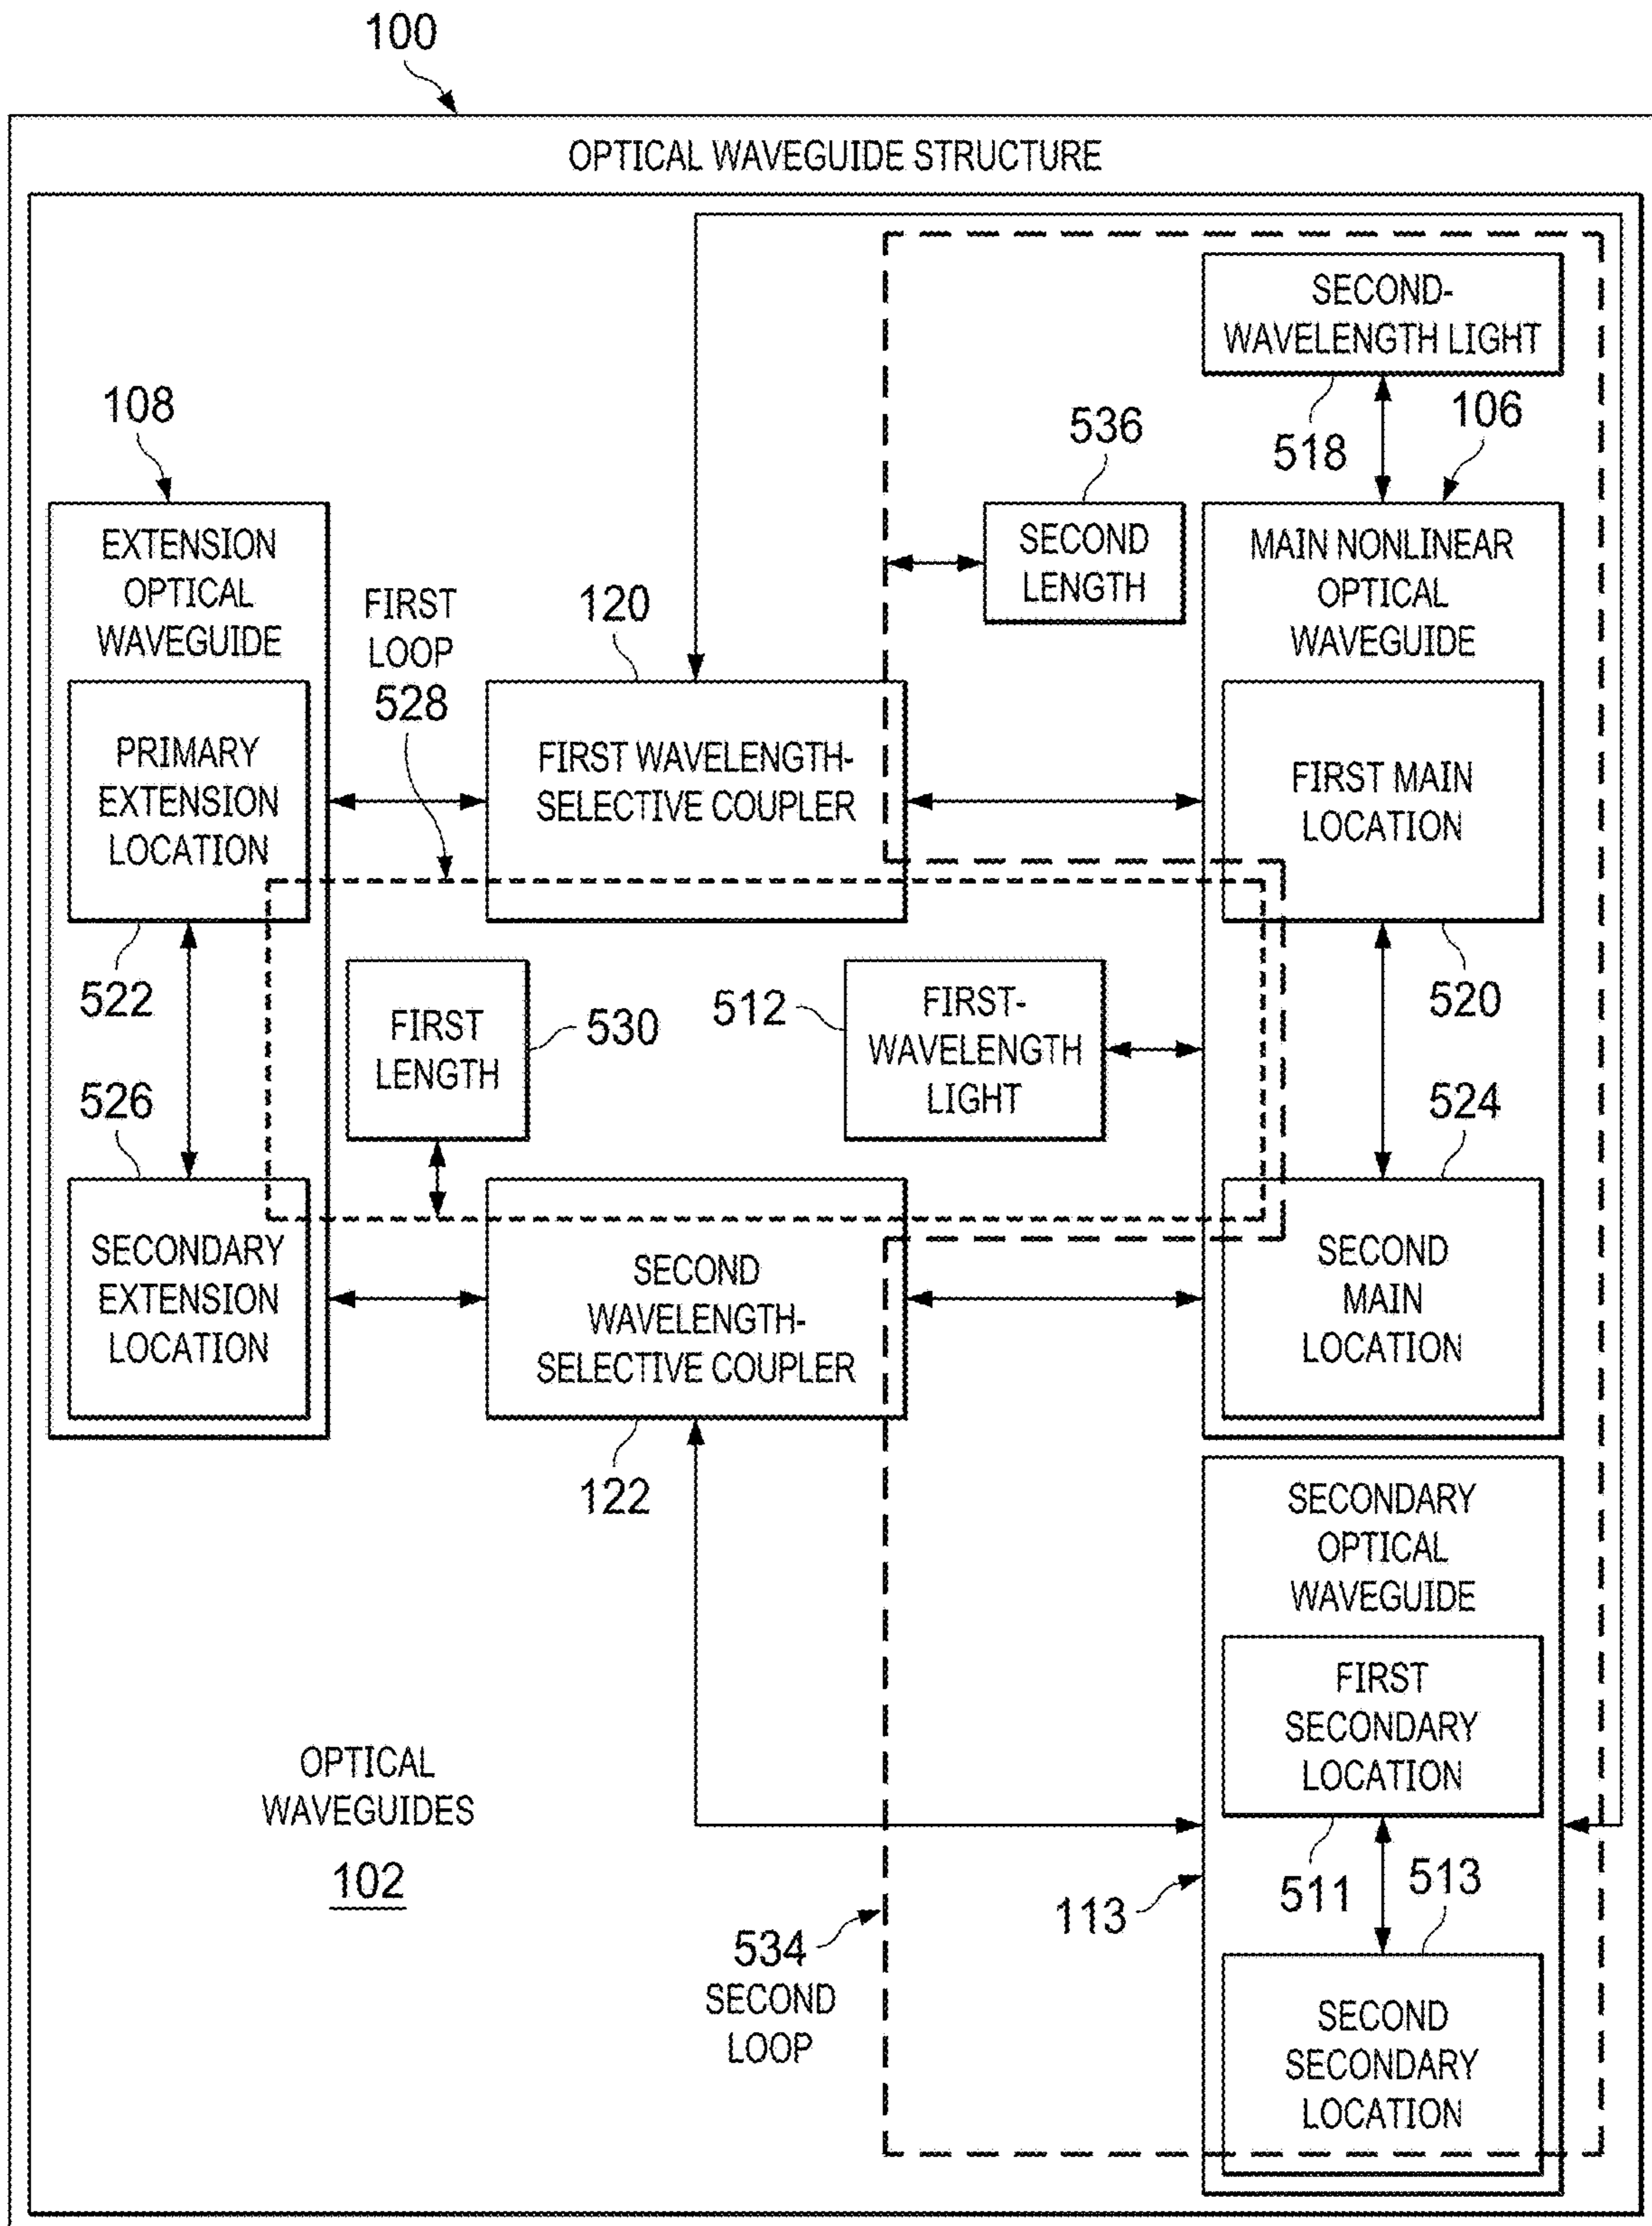 100
OPTICAL WAVEGUIDE STRUCTURE
SECOND-
WAVELENGTH LIGHT
518
106
108
536
SECOND
LENGTH
EXTENSION
OPTICAL
WAVEGUIDE
FIRST
LOOP
528
120
MAIN NONLINEAR
OPTICAL
WAVEGUIDE
PRIMARY
EXTENSION
LOCATION
FIRST WAVELENGTH-
SELECTIVE COUPLER
FIRST MAIN
LOCATION
522
FIRST
LENGTH
530
512
FIRST-
WAVELENGTH
LIGHT
520
526
524
SECONDARY
EXTENSION
LOCATION
SECOND
WAVELENGTH-
SELECTIVE COUPLER
SECOND
MAIN
LOCATION
122
SECONDARY
OPTICAL
WAVEGUIDE
FIRST
SECONDARY
LOCATION
OPTICAL
WAVEGUIDES
102
511
513
113
534
SECOND
LOOP
SECOND
SECONDARY
LOCATION